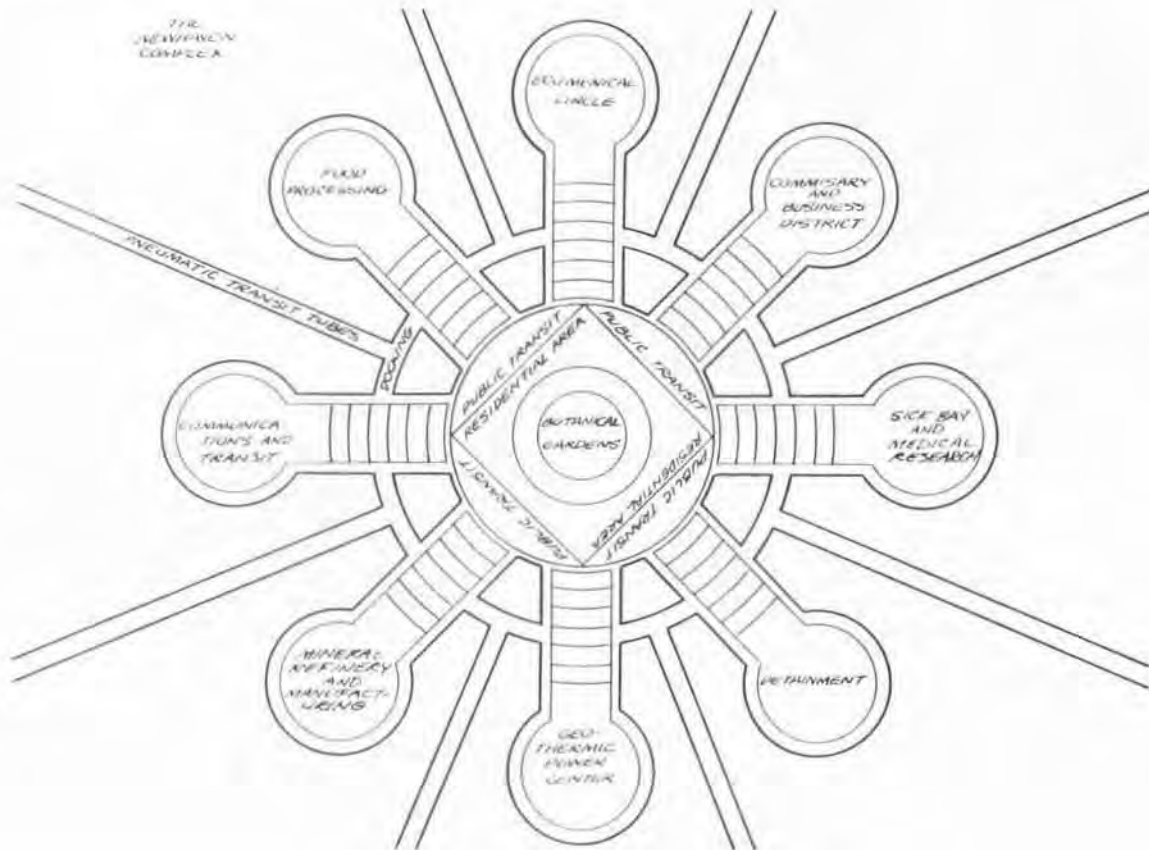 THE
COMPLEX
ECUMENICAL
CIRCLE
FOOD
PROCESSING
COMMISARY
AND
BUSINESS
DISTRICT
PNEUMATIC TRANSIT TUBES
DOCKING
PUBLIC TRANSIT
RESIDENTIAL AREA
PUBLIC TRANSIT
COMMUNICA-
TIONS AND
TRANSIT
BOTANICAL
GARDENS
SICK BAY
AND
MEDICAL
RESEARCH
PUBLIC TRANSIT
RESIDENTIAL AREA
PUBLIC TRANSIT
MINERAL
REFINERY
AND
MANUFACT-
URING
DETAINMENT
GEO-
THERMIC
POWER
CENTER